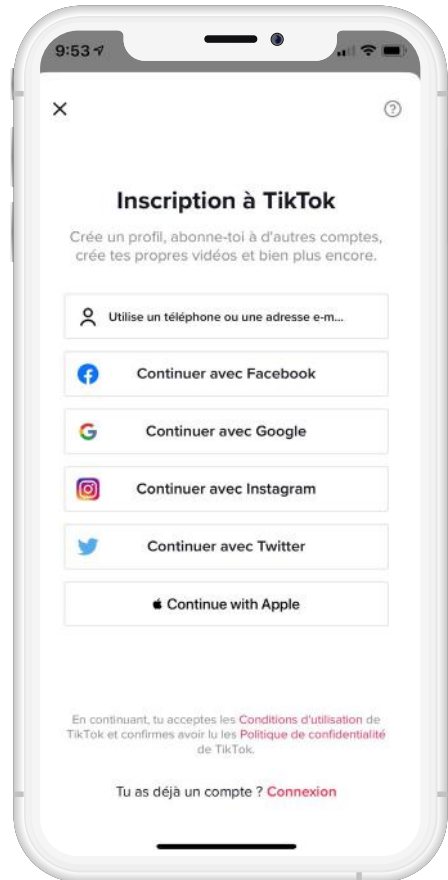 9:53
Inscription à TikTok
Crée un profil, abonne-toi à d'autres comptes,
crée tes propres vidéos et bien plus encore.
Utilise un téléphone ou une adresse e-m...
Continuer avec Facebook
Continuer avec Google
Continuer avec Instagram
Continuer avec Twitter
Continue with Apple
En continuant, tu acceptes les Conditions d'utilisation de
TikTok et confirmes avoir lu les Politique de confidentialité
de TikTok.
Tu as déjà un compte ? Connexion